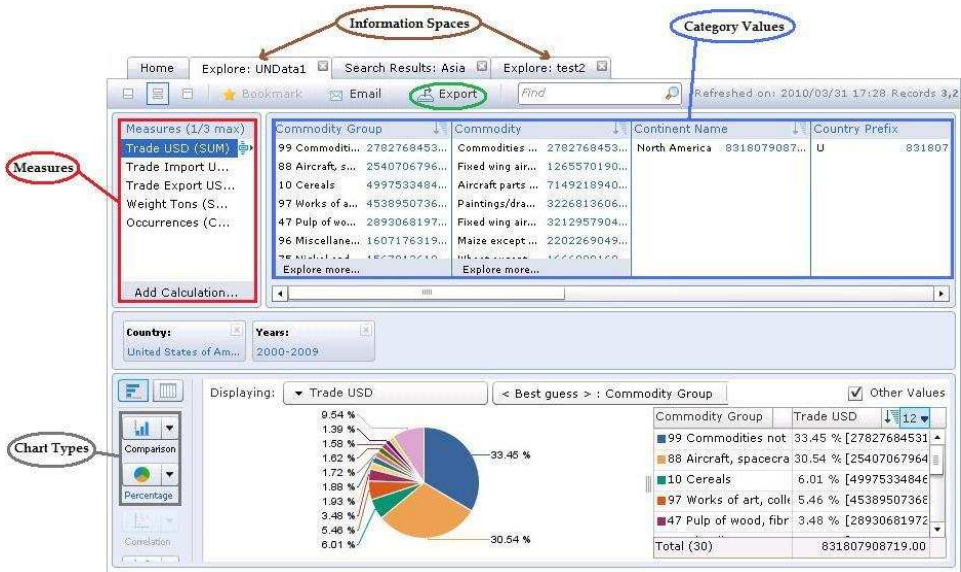 Information Spaces
Category Values
Home
Explore: UNData1
Search Results: Asia
Explore: test2
Bookmark
Email
Export
Find
Refreshed on: 2010/03/31 17:28 Records 3,2
Measures
Measures (1/3 max)
Trade USD (SUM)
Trade Import U...
Trade Export US...
Weight Tons (S...
Occurrences (C...
Add Calculation...
Commodity Group
99 Commoditi... 2782768453...
88 Aircraft, s... 2540706796...
10 Cereals 4997533484...
97 Works of a... 4538950736...
47 Pulp of wo... 2893068197...
96 Miscellane... 1607176319...
Explore more...
Commodity
Commodities ... 2782768453...
Fixed wing air... 1265570190...
Aircraft parts ... 7149218940...
Paintings/dra... 3226813606...
Fixed wing air... 3212957904...
Maize except ... 2202269049...
Explore more...
Continent Name
North America 8318079087...
Country Prefix
U 831807
Country:
United States of Am...
Years:
2000-2009
Chart Types
Comparison
Percentage
Correlation
Displaying:
Trade USD
< Best guess > : Commodity Group
Other Values
9.54 %
1.39 %
1.58 %
1.62 %
1.72 %
1.88 %
1.93 %
3.48 %
5.46 %
6.01 %
33.45 %
30.54 %
Commodity Group Trade USD 12
99 Commodities not 33.45 % [27827684531
88 Aircraft, spacecra 30.54 % [25407067964
10 Cereals 6.01 % [49975334846
97 Works of art, colle 5.46 % [45389507368
47 Pulp of wood, fibr 3.48 % [28930681972
Total (30) 831807908719.00